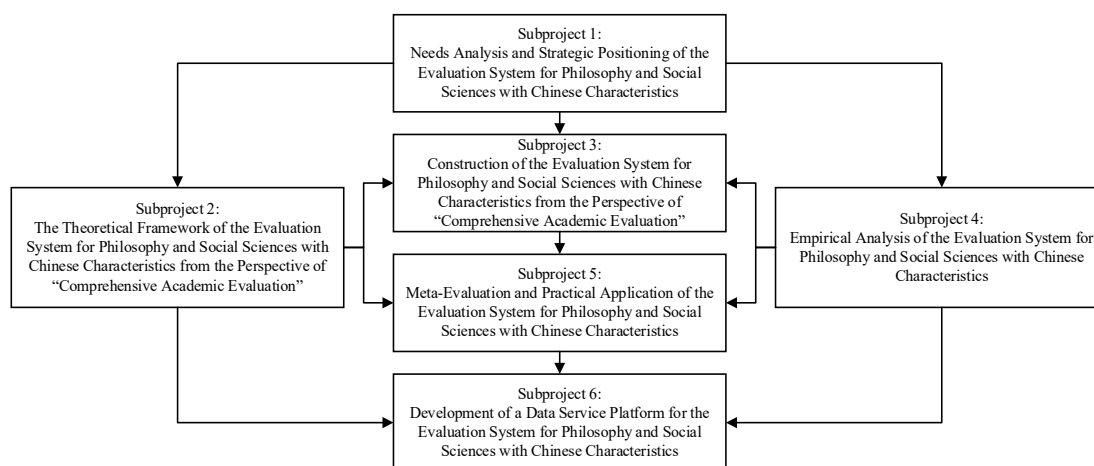 Subproject 1:
Needs Analysis and Strategic Positioning of the
Evaluation System for Philosophy and Social
Sciences with Chinese Characteristics
Subproject 3:
Construction of the Evaluation System for
Philosophy and Social Sciences with Chinese
Characteristics from the Perspective of
“Comprehensive Academic Evaluation”
Subproject 2:
The Theoretical Framework of the Evaluation
System for Philosophy and Social Sciences with
Chinese Characteristics from the Perspective of
“Comprehensive Academic Evaluation”
Subproject 4:
Empirical Analysis of the Evaluation System for
Philosophy and Social Sciences with Chinese
Characteristics
Subproject 5:
Meta-Evaluation and Practical Application of the
Evaluation System for Philosophy and Social
Sciences with Chinese Characteristics
Subproject 6:
Development of a Data Service Platform for the
Evaluation System for Philosophy and Social
Sciences with Chinese Characteristics